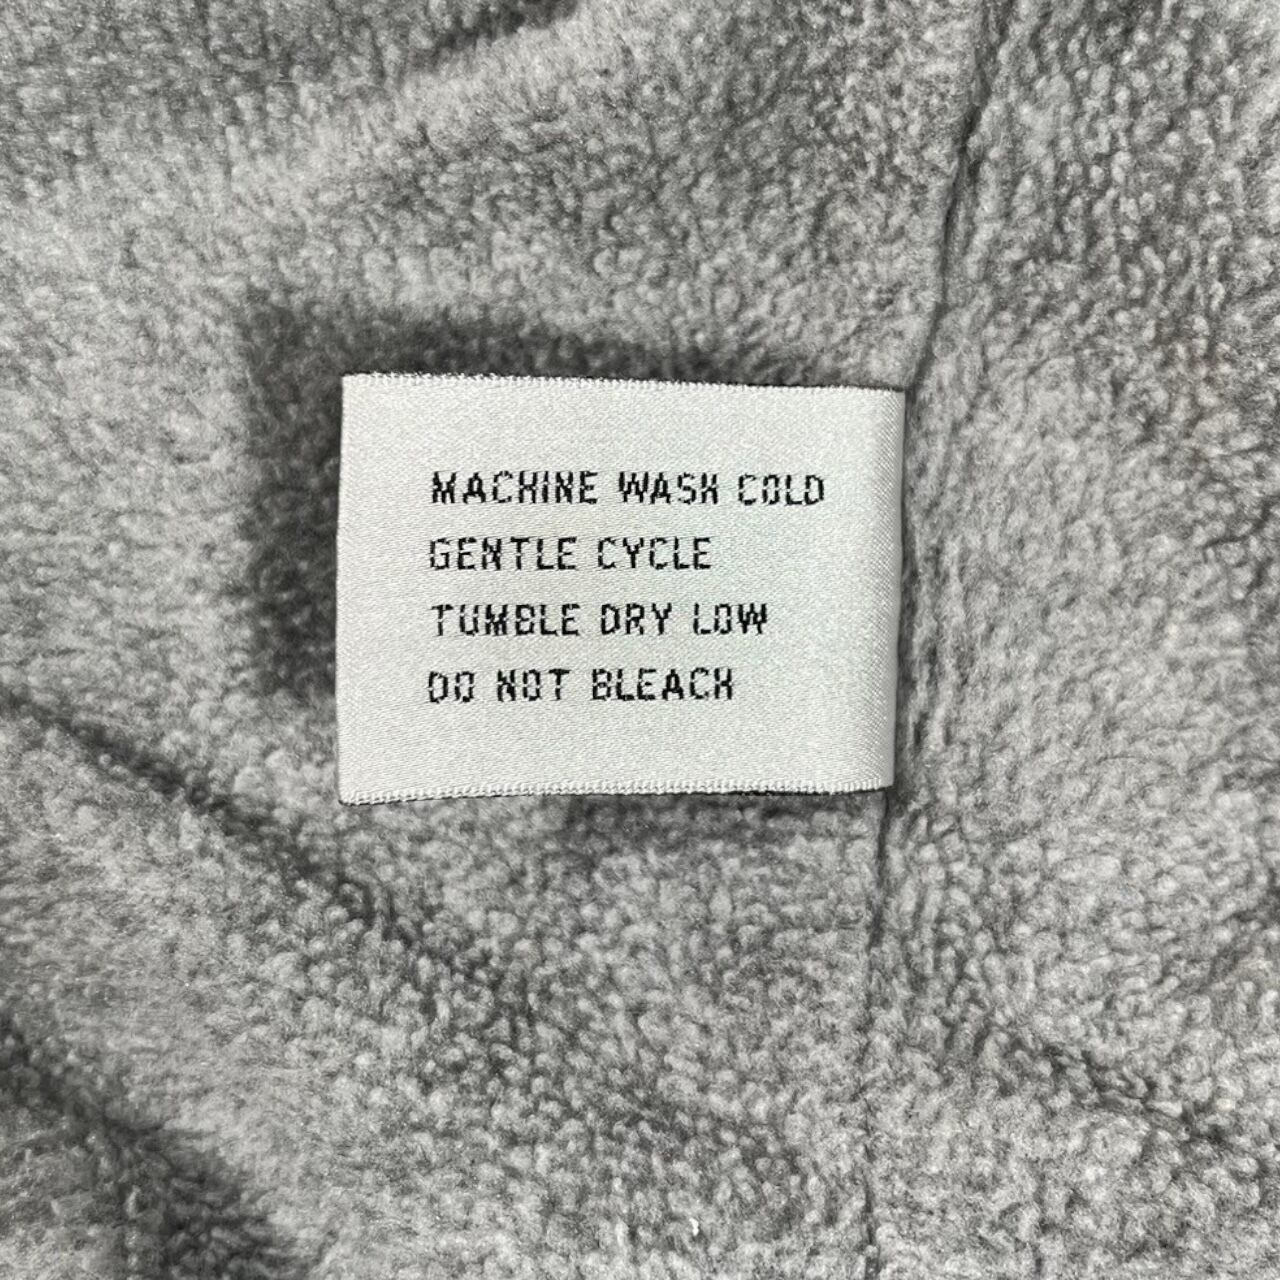 MACHINE WASH COLD
GENTLE CYCLE
TUMBLE DRY LOW
DO NOT BLEACH